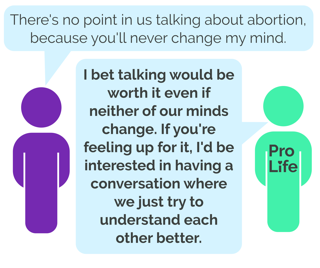 There's no point in us talking about abortion,
because you'll never change my mind.
I bet talking would be
worth it even if
neither of our minds
change. If you're
feeling up for it, I'd be
interested in having a
conversation where
we just try to
understand each
other better.
Pro
Life